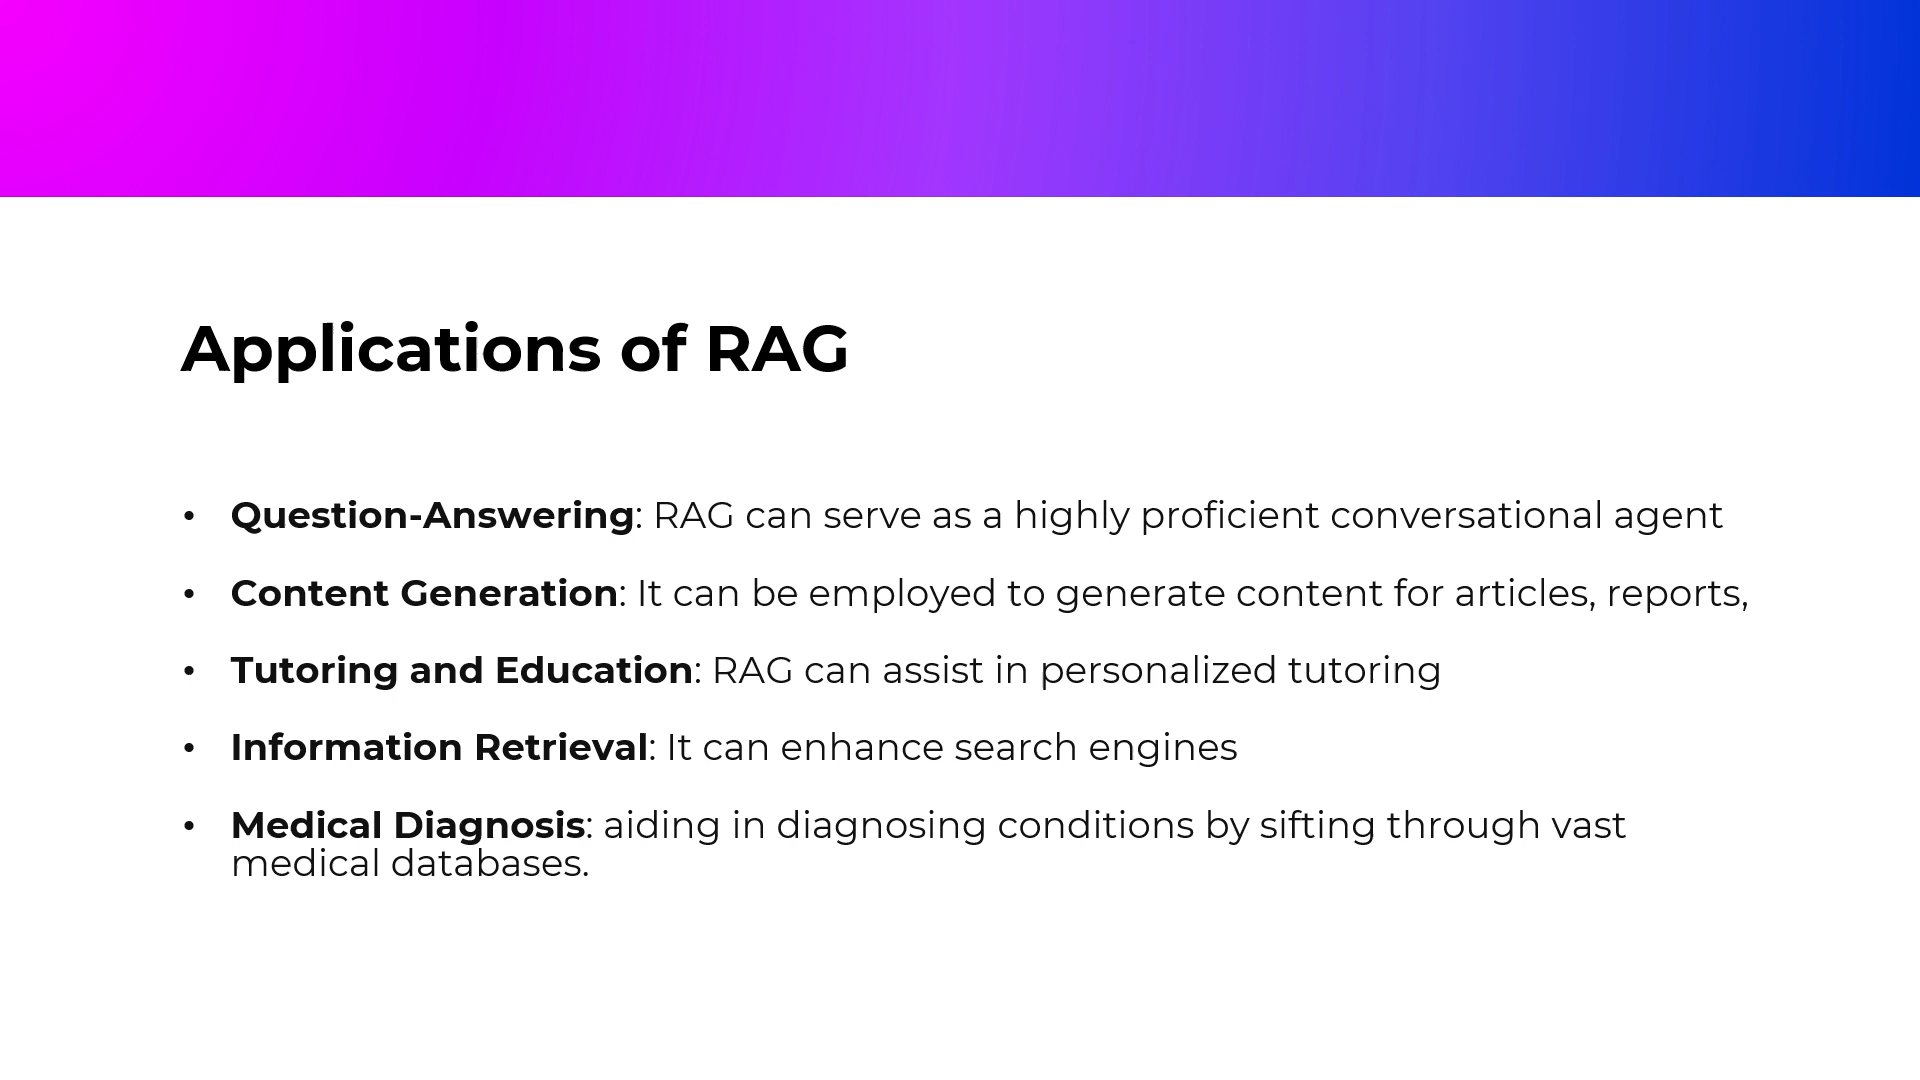 Applications of RAG
• Question-Answering: RAG can serve as a highly proficient conversational agent
• Content Generation: It can be employed to generate content for articles, reports,
• Tutoring and Education: RAG can assist in personalized tutoring
• Information Retrieval: It can enhance search engines
• Medical Diagnosis: aiding in diagnosing conditions by sifting through vast
medical databases.